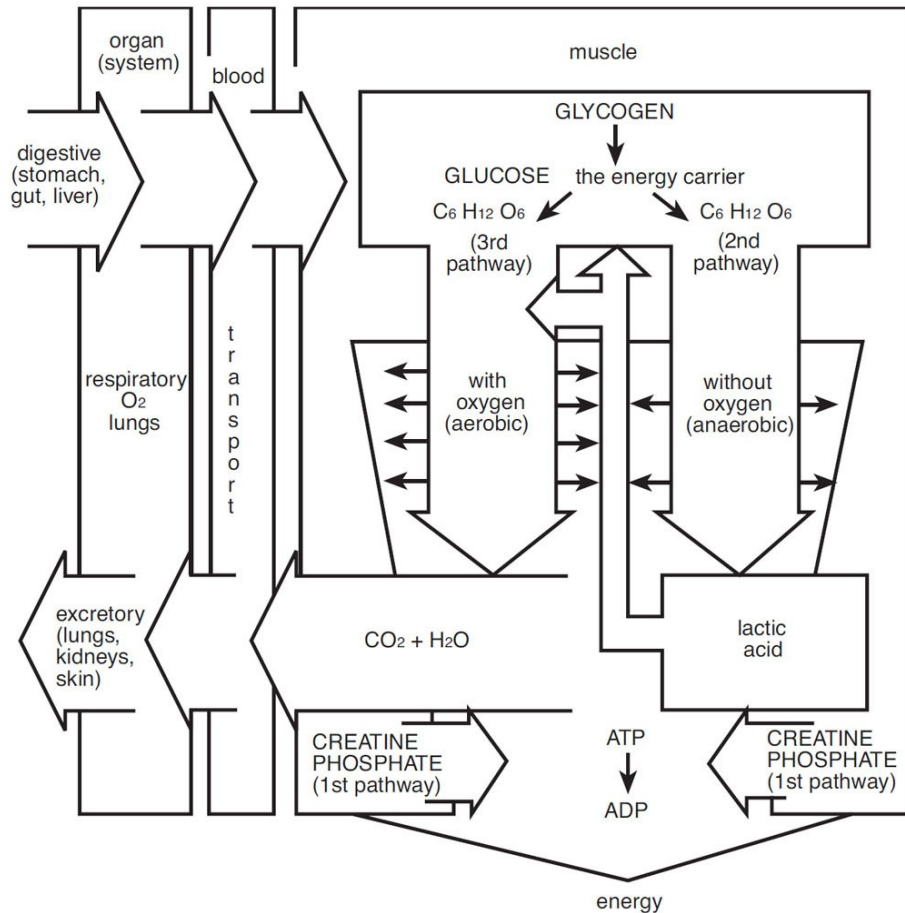 organ
(system)
blood
muscle
digestive
(stomach,
gut, liver)
GLYCOGEN
GLUCOSE the energy carrier
C6 H12 O6
(3rd
pathway)
C6 H12 O6
(2nd
pathway)
respiratory
O2
lungs
t
r
a
n
s
p
o
r
t
with
oxygen
(aerobic)
without
oxygen
(anaerobic)
excretory
(lungs,
kidneys,
skin)
CO2 + H2O
lactic
acid
CREATINE
PHOSPHATE
(1st pathway)
ATP
ADP
CREATINE
PHOSPHATE
(1st pathway)
energy